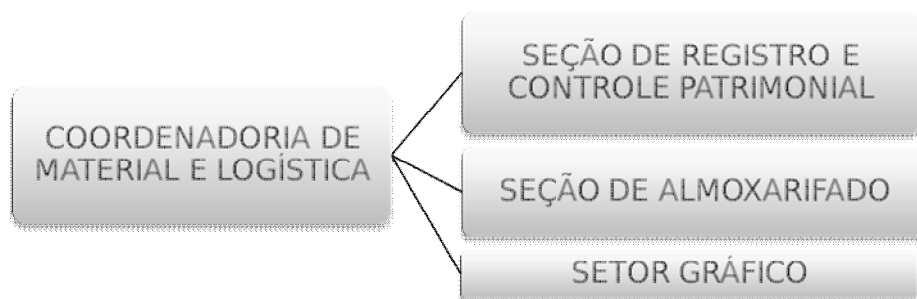 COORDENADORIA DE
MATERIAL E LOGÍSTICA
SEÇÃO DE REGISTRO E
CONTROLE PATRIMONIAL
SEÇÃO DE ALMOXARIFADO
SETOR GRÁFICO